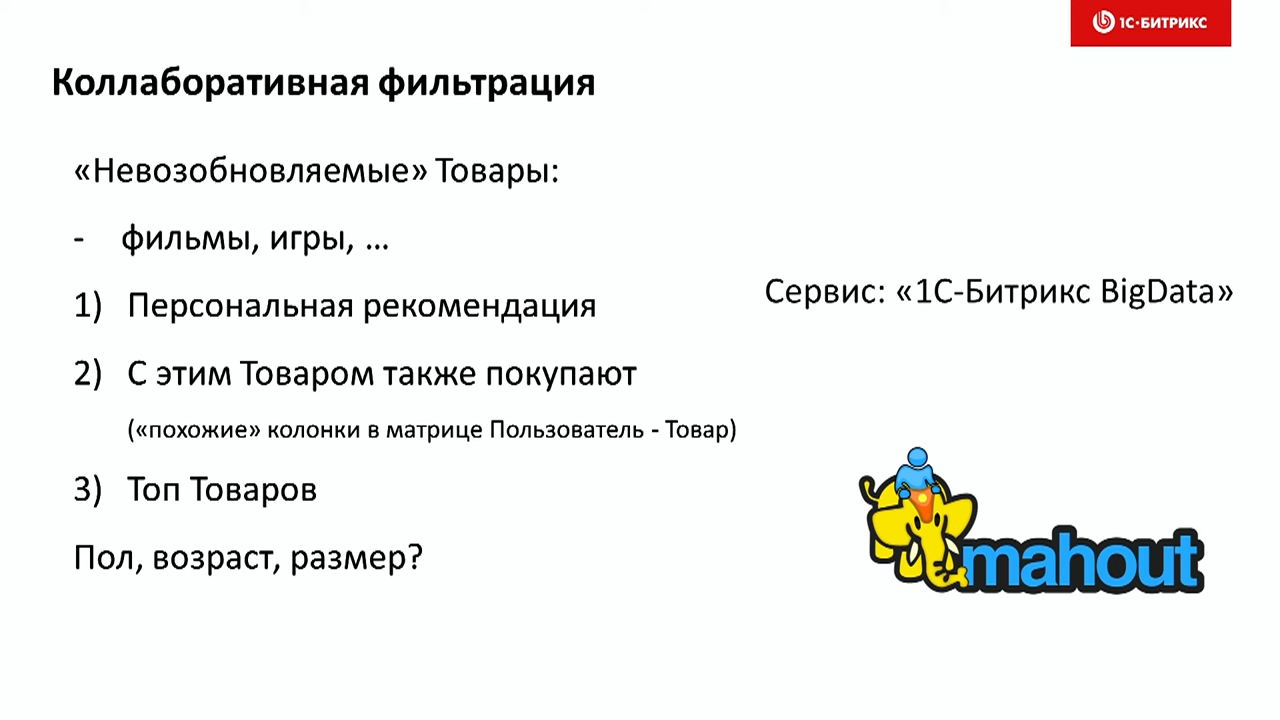 1С·БИТРИКС
Коллаборативная фильтрация
«Невозобновляемые» Товары:
- фильмы, игры, …
1) Персональная рекомендация
Сервис: «1С-Битрикс BigData»
2) С этим Товаром также покупают
(«похожие» колонки в матрице Пользователь - Товар)
3) Топ Товаров
Пол, возраст, размер?
mahout